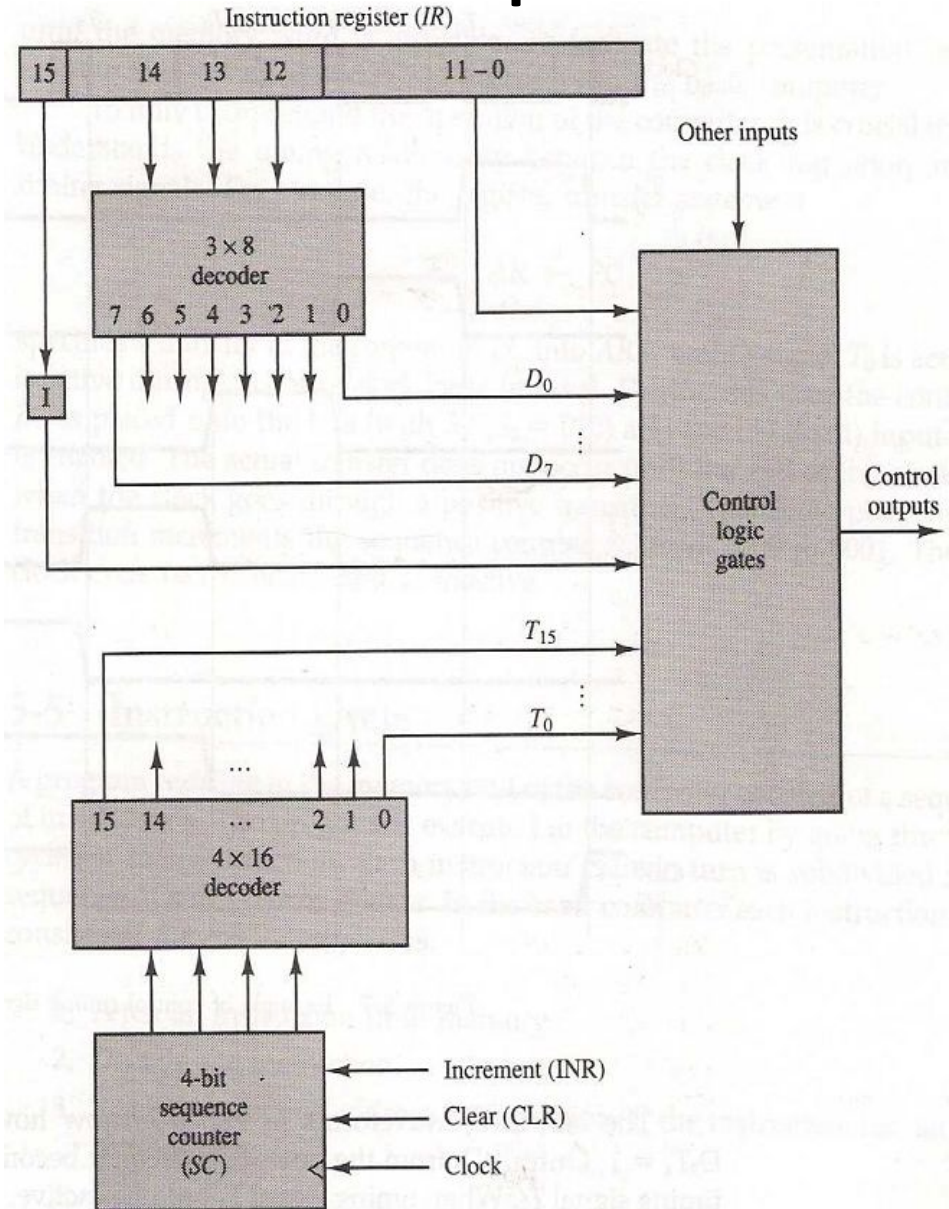 Instruction register (IR)
15 14 13 12 11 – 0
Other inputs
3 × 8
decoder
7 6 5 4 3 2 1 0
I
D0
⋮
D7
Control
logic
gates
Control
outputs
T15
⋮
T0
15 14 ... 2 1 0
4 × 16
decoder
4-bit
sequence
counter
(SC)
Increment (INR)
Clear (CLR)
Clock